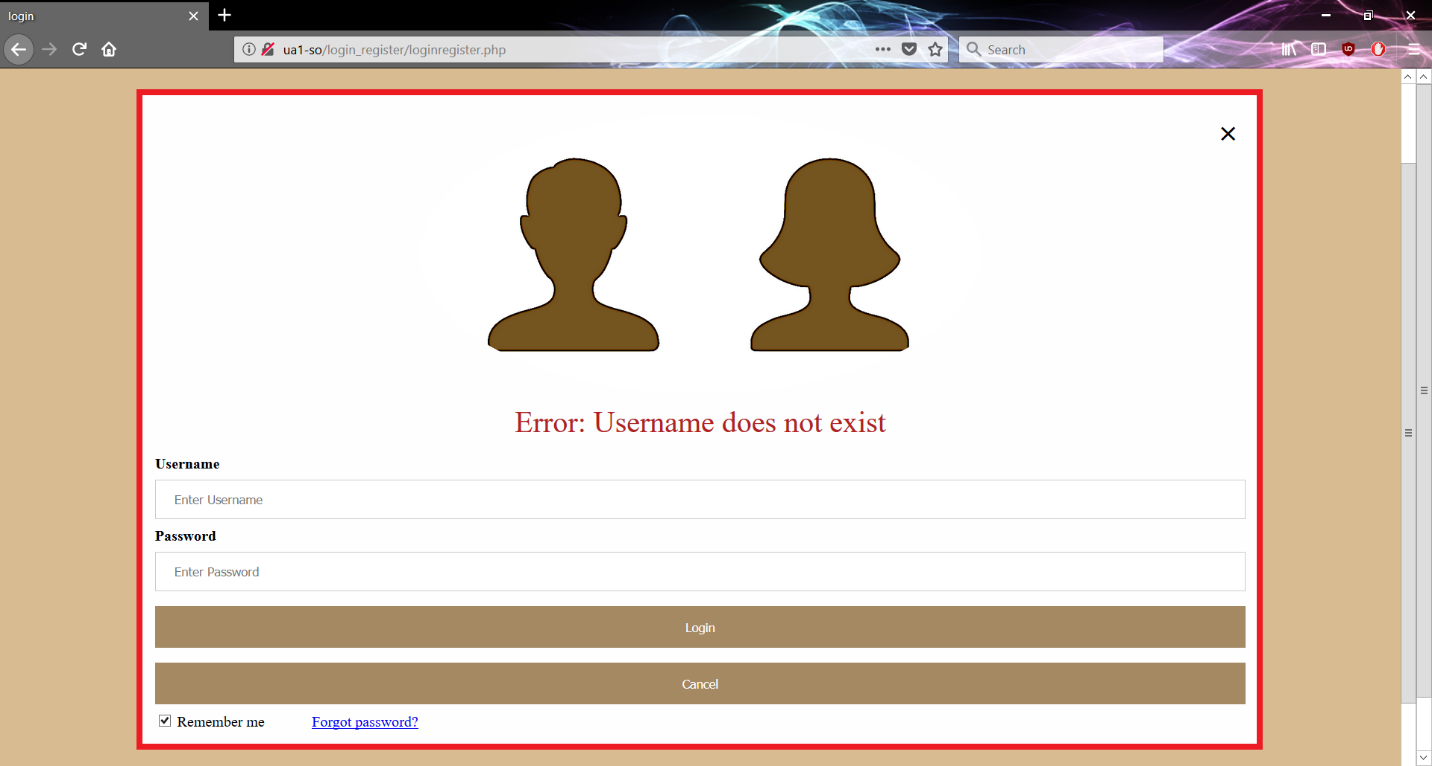 login
ua1-so/login_register/loginregister.php
Search
Error: Username does not exist
Username
Enter Username
Password
Enter Password
Login
Cancel
Remember me Forgot password?